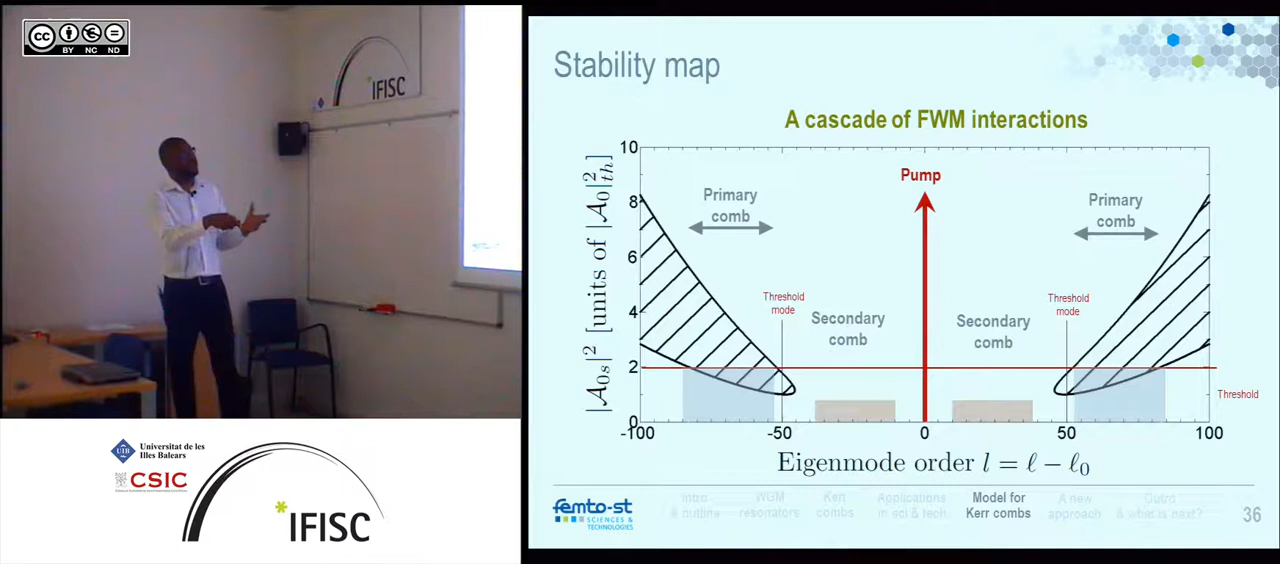 cc
BY NC ND
IFISC
Stability map
A cascade of FWM interactions
10
8
6
4
2
0
|𝒜₀ₛ|² [units of |𝒜₀|²ₜₕ]
Pump
Primary
comb
Primary
comb
Threshold
mode
Threshold
mode
Secondary
comb
Secondary
comb
Threshold
-100
-50
0
50
100
Eigenmode order l = ℓ − ℓ₀
femto-st
SCIENCES &
TECHNOLOGIES
Intro
& outline
WGM
resonators
Kerr
combs
Applications
in sci & tech
Model for
Kerr combs
A new
approach
Outro
& what is next?
36
UIB
Universitat de les
Illes Balears
CSIC
IFISC